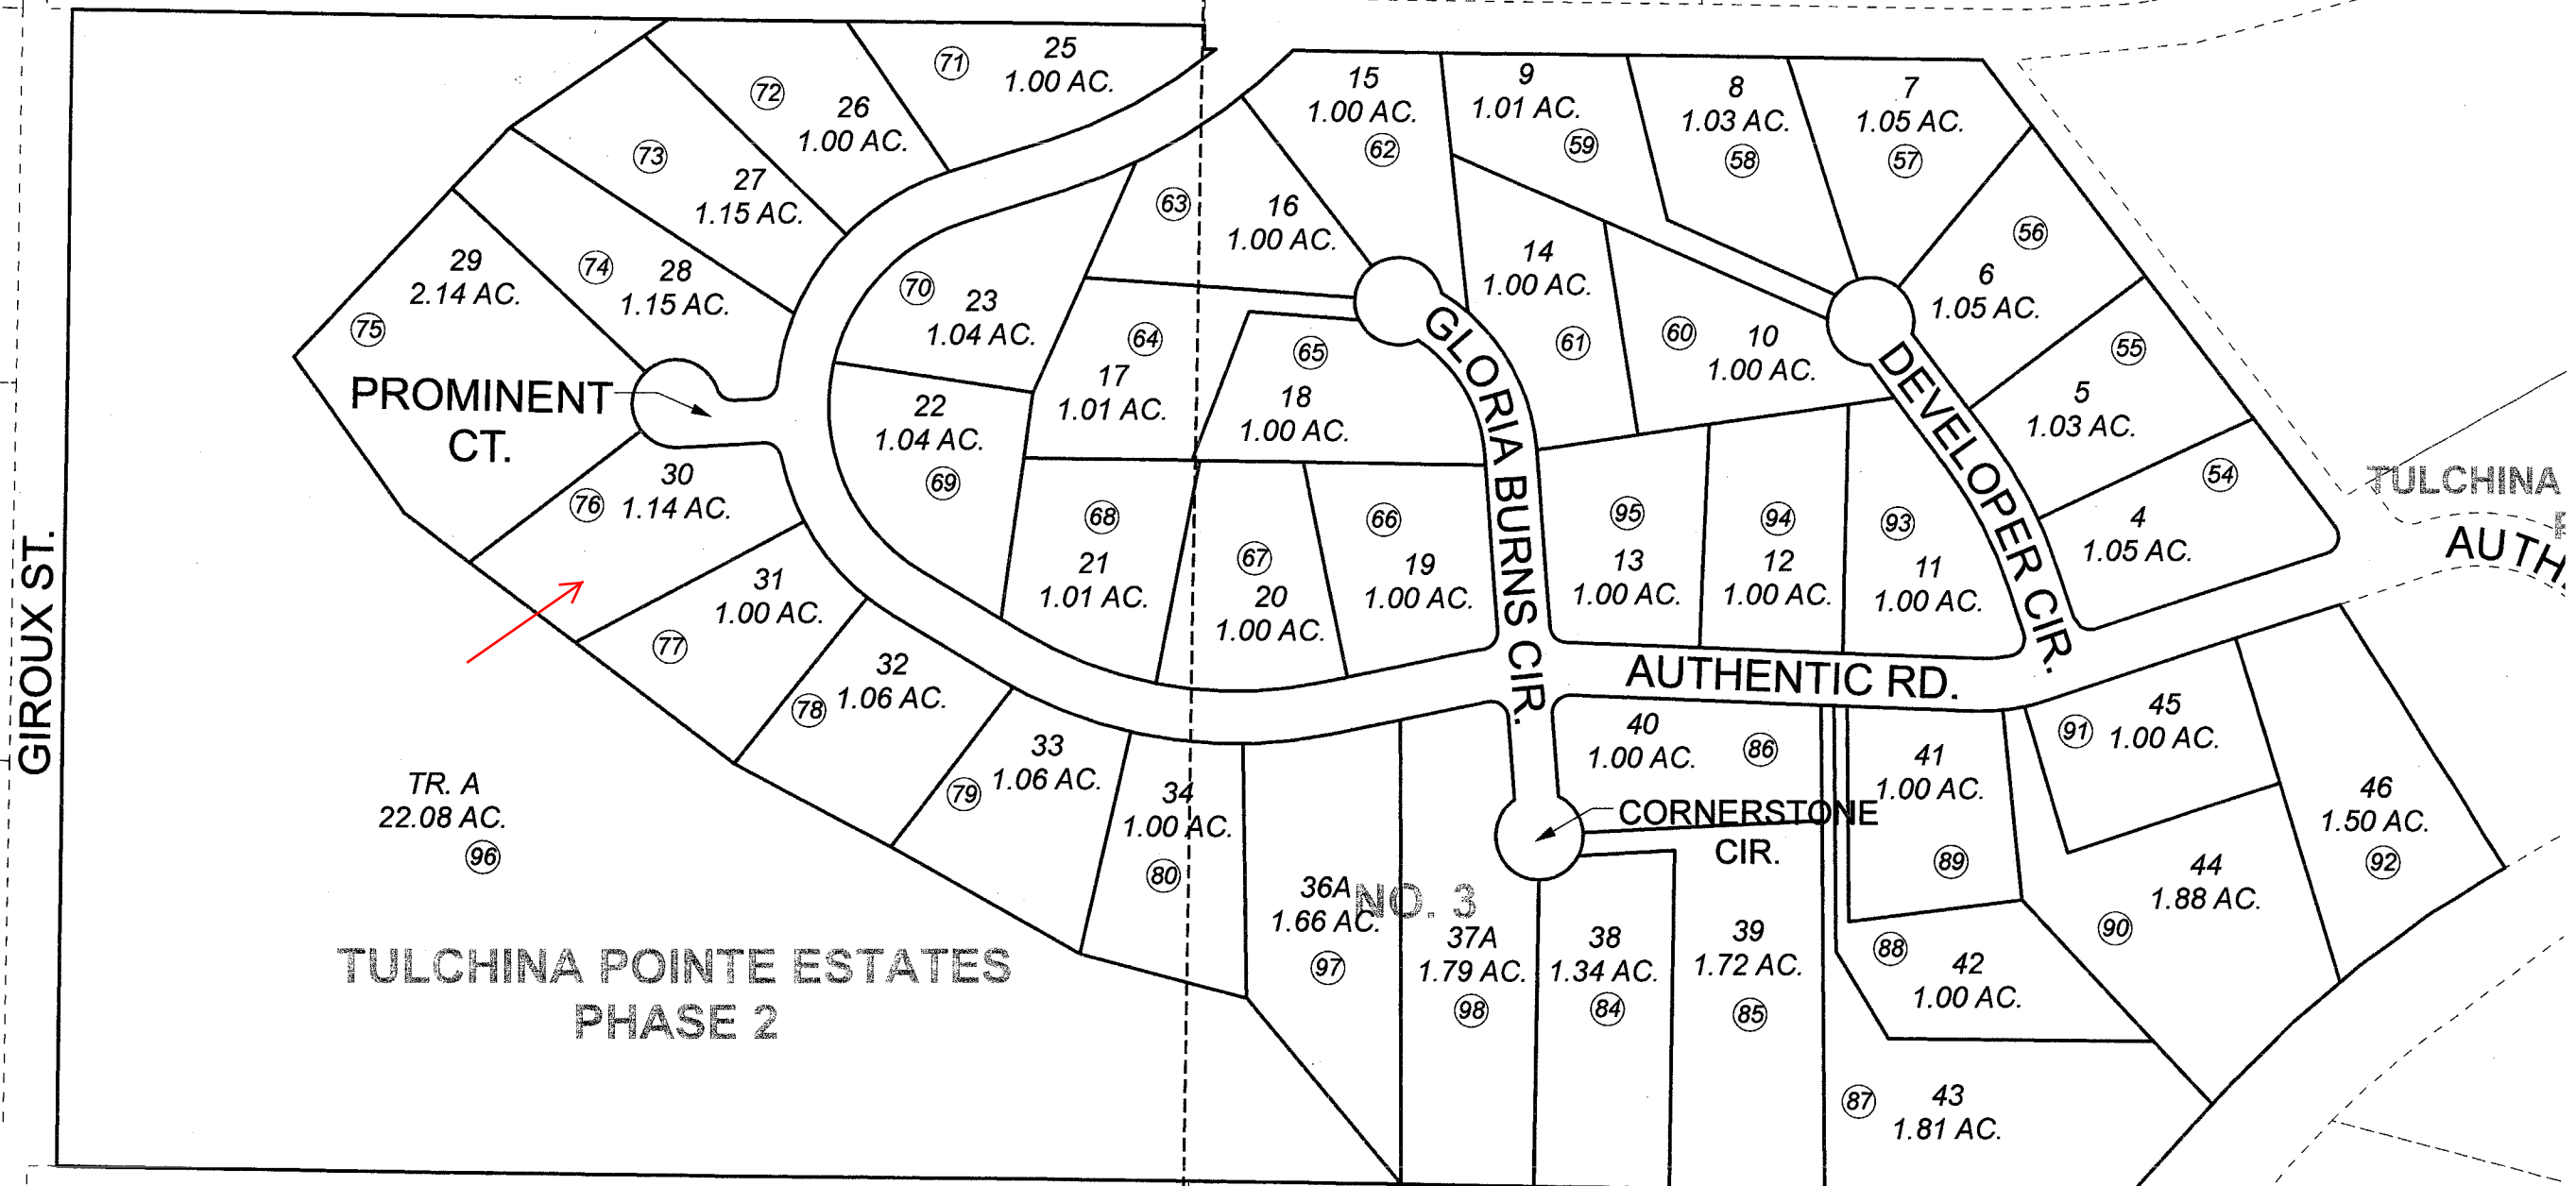 25
1.00 AC.
71
72
26
1.00 AC.
73
27
1.15 AC.
74
28
1.15 AC.
29
2.14 AC.
75
PROMINENT
CT.
30
1.14 AC.
76
31
1.00 AC.
77
32
1.06 AC.
78
33
1.06 AC.
79
34
1.00 AC.
80
36A
1.66 AC.
97
NO. 3
37A
1.79 AC.
98
38
1.34 AC.
84
39
1.72 AC.
85
40
1.00 AC.
86
CORNERSTONE
CIR.
41
1.00 AC.
89
88
42
1.00 AC.
87
43
1.81 AC.
44
1.88 AC.
90
45
1.00 AC.
91
46
1.50 AC.
92
15
1.00 AC.
62
9
1.01 AC.
59
8
1.03 AC.
58
7
1.05 AC.
57
56
6
1.05 AC.
55
5
1.03 AC.
54
4
1.05 AC.
63
16
1.00 AC.
14
1.00 AC.
61
60
10
1.00 AC.
70
23
1.04 AC.
64
17
1.01 AC.
65
18
1.00 AC.
22
1.04 AC.
69
68
21
1.01 AC.
67
20
1.00 AC.
66
19
1.00 AC.
95
13
1.00 AC.
94
12
1.00 AC.
93
11
1.00 AC.
GLORIA BURNS CIR.
DEVELOPER CIR.
AUTHENTIC RD.
TULCHINA
AUTH
GIROUX ST.
TR. A
22.08 AC.
96
TULCHINA POINTE ESTATES
PHASE 2